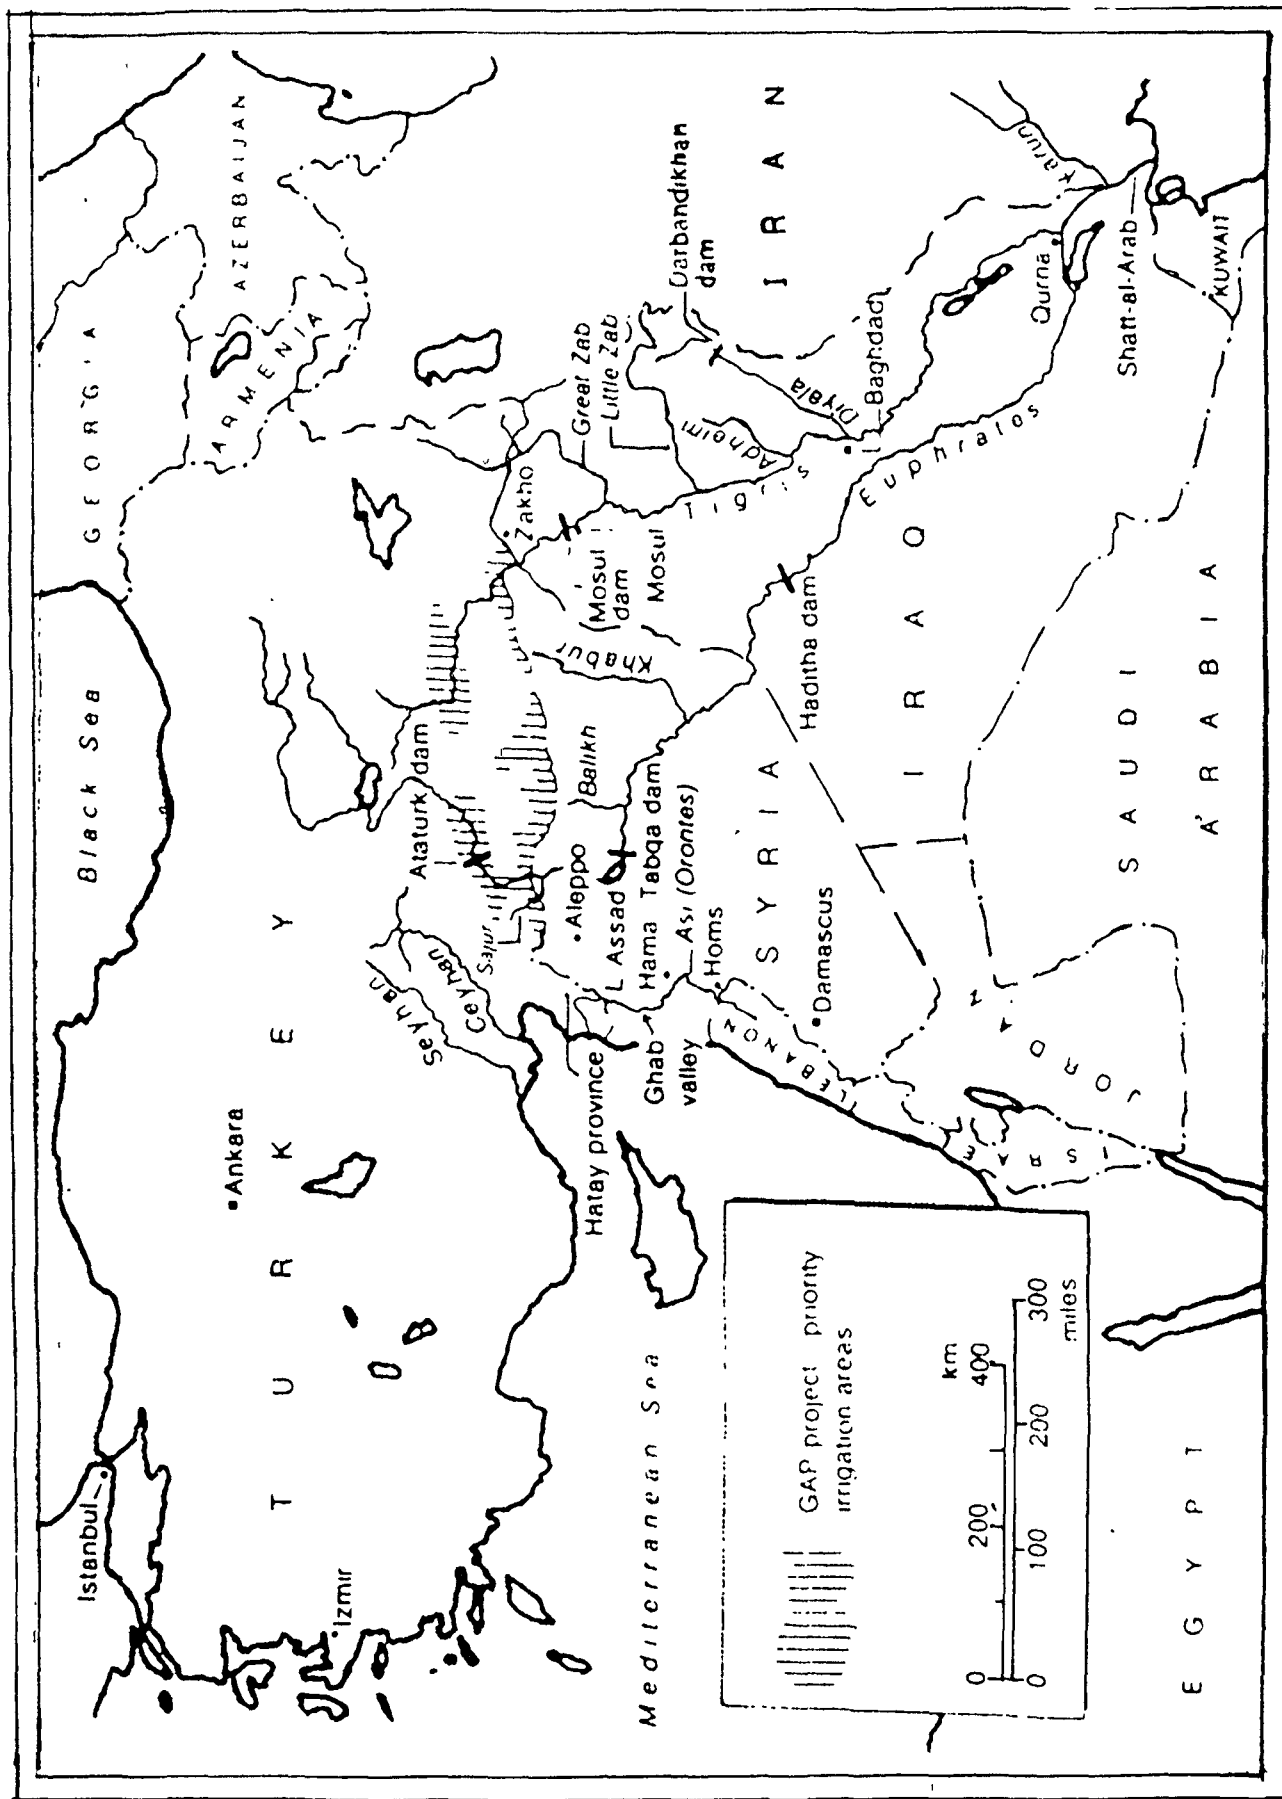 Black Sea
GEORGIA
AZERBAIJAN
ARMENIA
Istanbul
Ankara
TURKEY
Izmir
Seyhan
Ceyhan
Ataturk dam
Zakho
Great Zab
Little Zab
Darbandikhan
dam
IRAN
Hatay province
Aleppo
Balikh
Khabur
(Mosul
dam
Mosul
Tigris
Adheim
Diyala
L Assad
Ghab
valley
Hama
Tabqa dam
Asi (Orontes)
Homs
Haditha dam
Baghdad
Euphrates
Mediterranean Sea
LEBANON
Damascus
SYRIA
IRAQ
Qurna
Karun
Shatt-al-Arab
KUWAIT
ISRAEL
JORDAN
SAUDI
ARABIA
EGYPT
GAP project priority
irrigation areas
km
0 200 400
0 100 200 300
miles